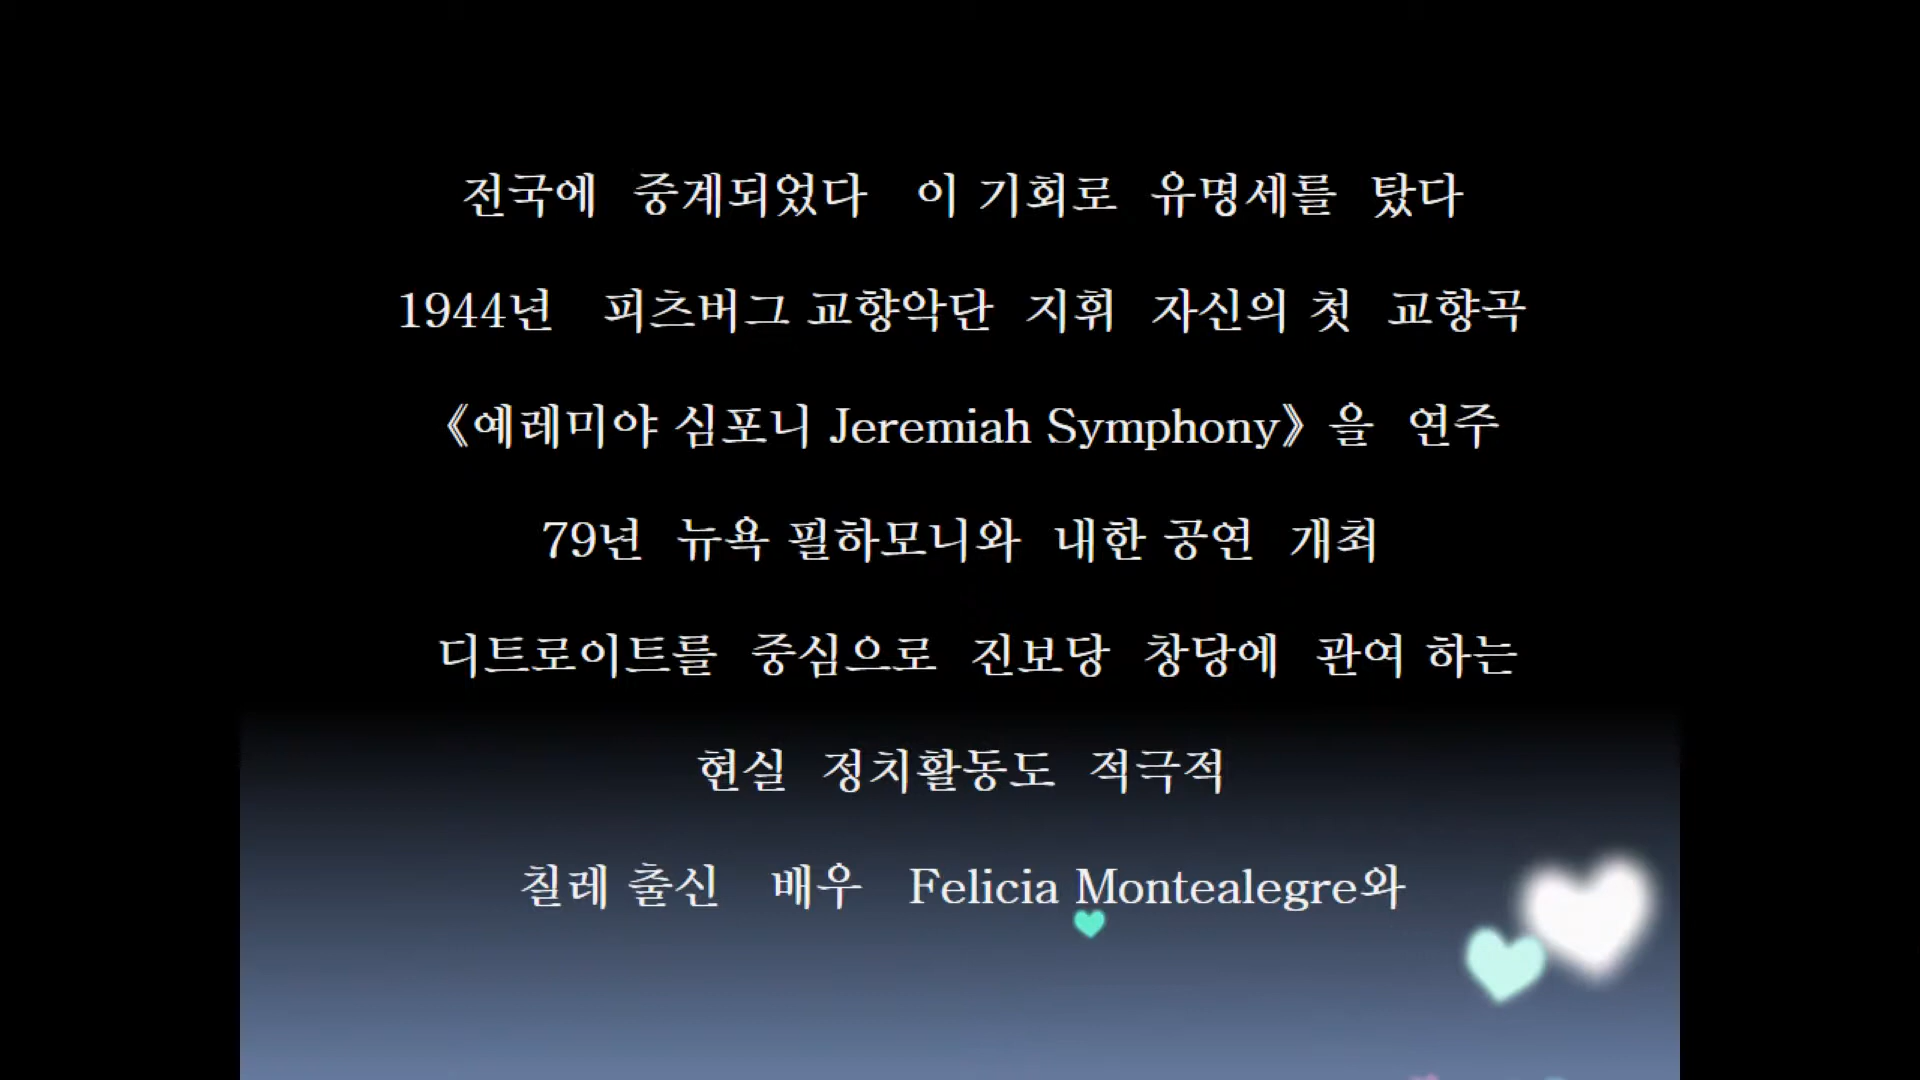 전국에 중계되었다 이 기회로 유명세를 탔다
1944년 피츠버그 교향악단 지휘 자신의 첫 교향곡
《예레미야 심포니 Jeremiah Symphony》을 연주
79년 뉴욕 필하모니와 내한 공연 개최
디트로이트를 중심으로 진보당 창당에 관여 하는
현실 정치활동도 적극적
칠레 출신 배우 Felicia Montealegre와